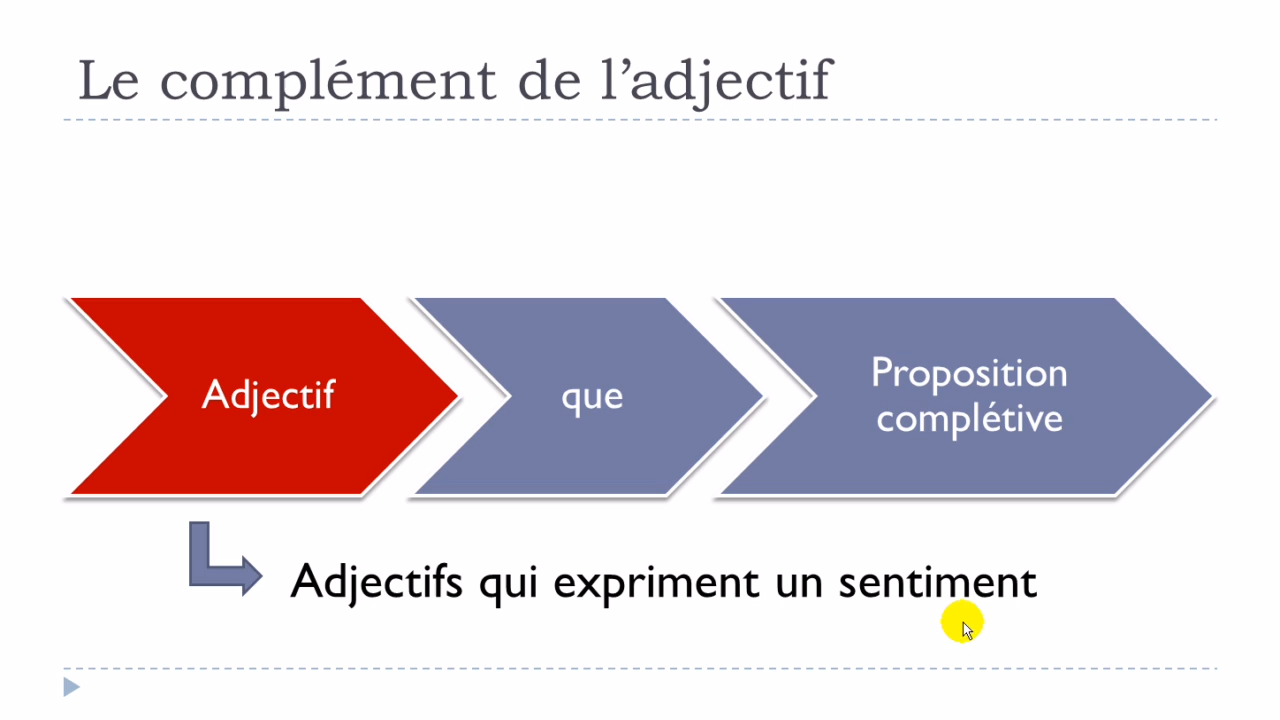 Le complément de l’adjectif
Adjectif
que
Proposition
complétive
Adjectifs qui expriment un sentiment